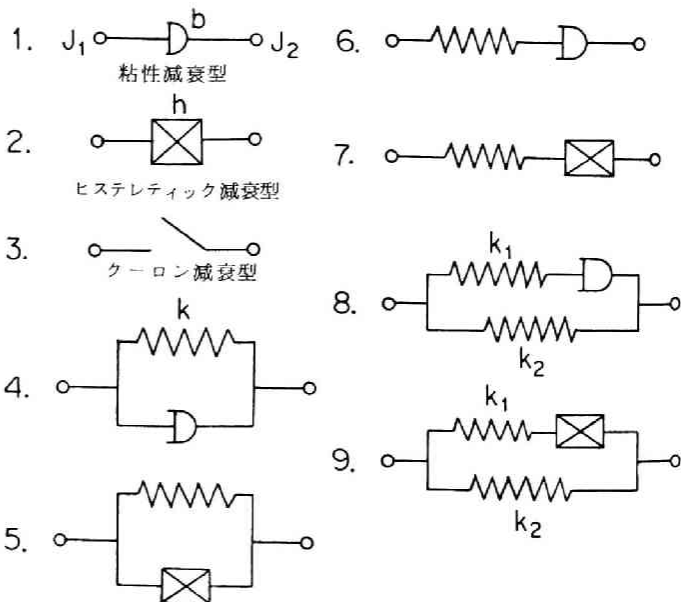 1. J₁ b J₂
粘性減衰型
2. h
ヒステレティック減衰型
3.
クーロン減衰型
4. k
5.
6.
7.
8. k₁
k₂
9. k₁
k₂